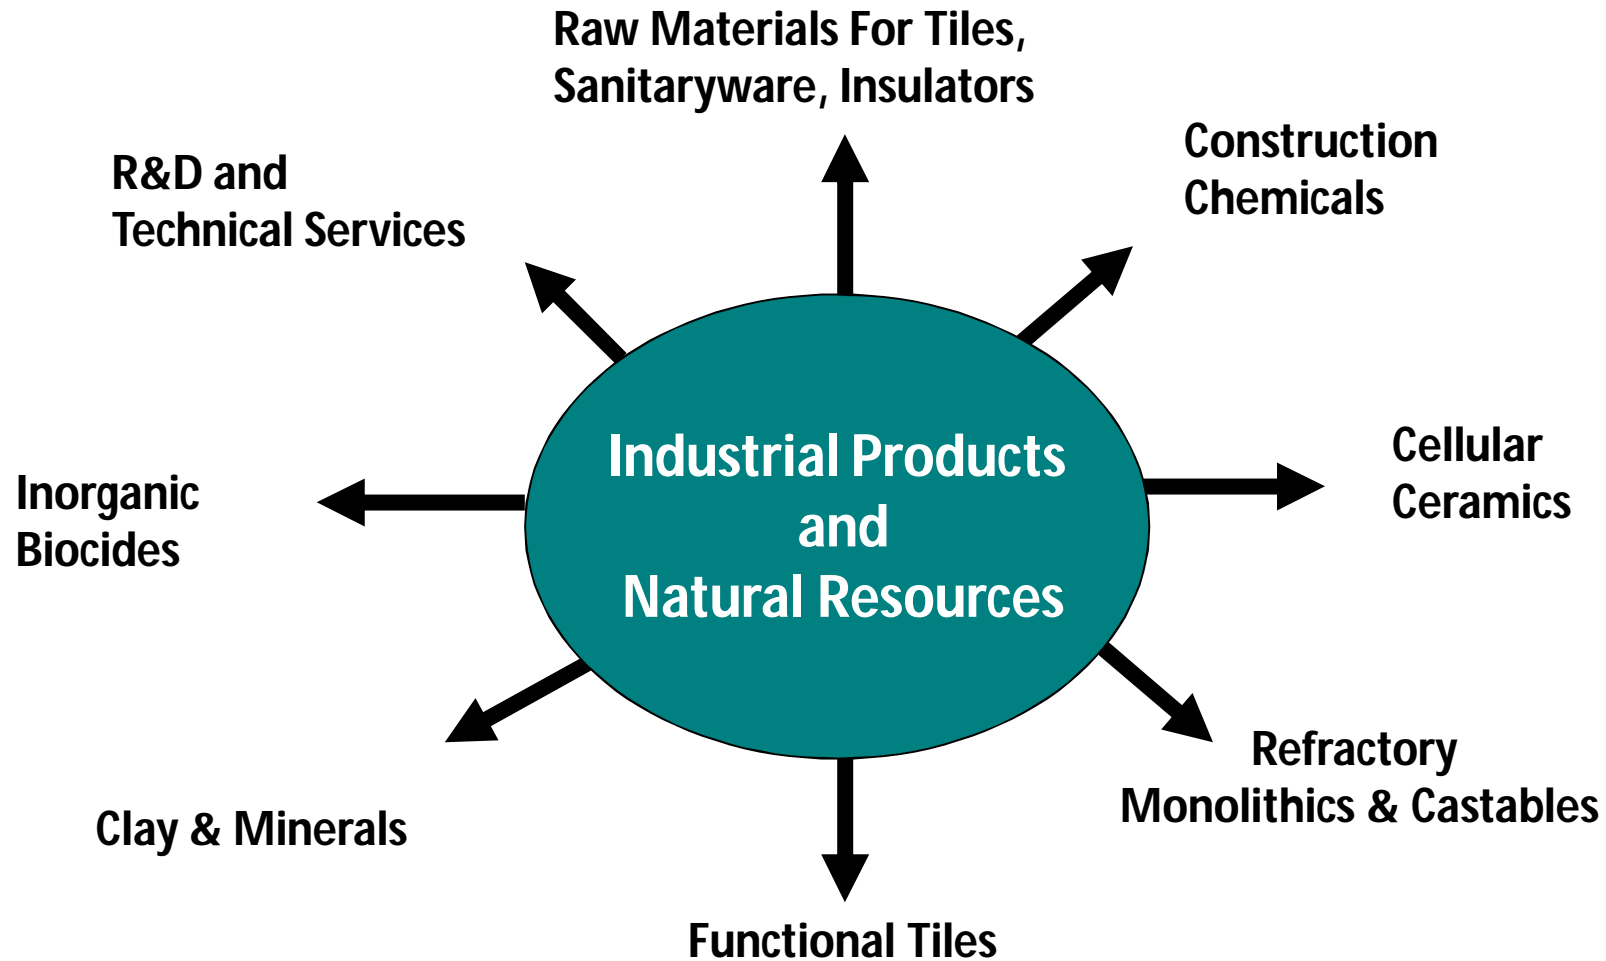 Raw Materials For Tiles,
Sanitaryware, Insulators
Construction
Chemicals
R&D and
Technical Services
Cellular
Ceramics
Industrial Products
and
Natural Resources
Inorganic
Biocides
Refractory
Monolithics & Castables
Clay & Minerals
Functional Tiles